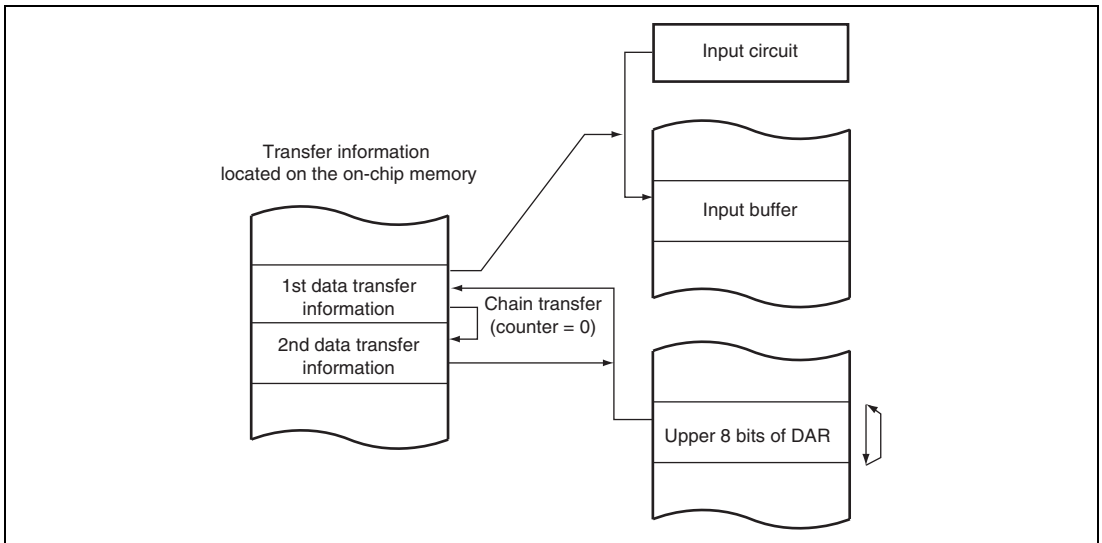 Input circuit
Transfer information
located on the on-chip memory
Input buffer
1st data transfer
information
Chain transfer
(counter = 0)
2nd data transfer
information
Upper 8 bits of DAR